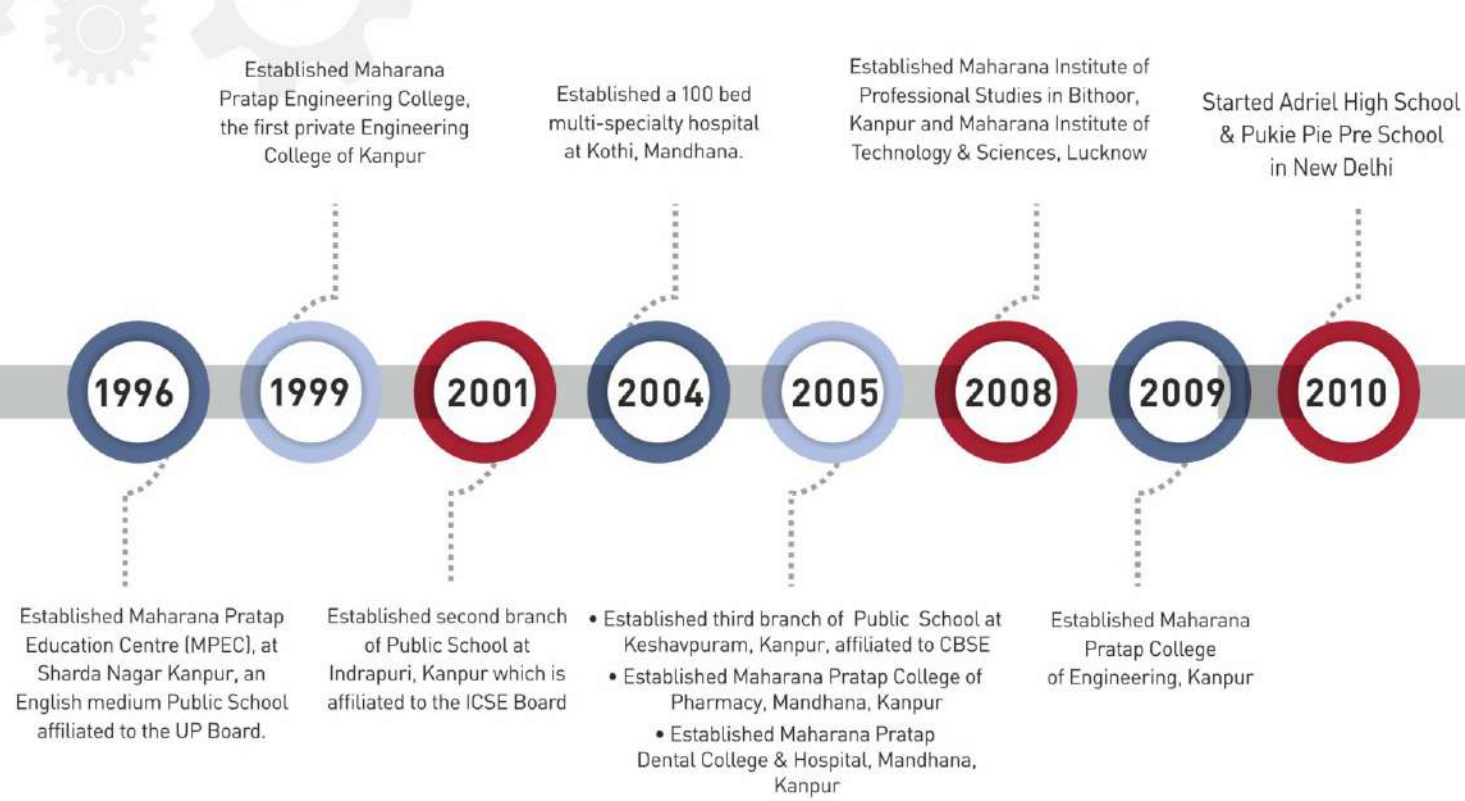 Established Maharana
Pratap Engineering College,
the first private Engineering
College of Kanpur
Established a 100 bed
multi-specialty hospital
at Kothi, Mandhana.
Established Maharana Institute of
Professional Studies in Bithoor,
Kanpur and Maharana Institute of
Technology & Sciences, Lucknow
Started Adriel High School
& Pukie Pie Pre School
in New Delhi
1996
1999
2001
2004
2005
2008
2009
2010
Established Maharana Pratap
Education Centre (MPEC), at
Sharda Nagar Kanpur, an
English medium Public School
affiliated to the UP Board.
Established second branch
of Public School at
Indrapuri, Kanpur which is
affiliated to the ICSE Board
• Established third branch of Public School at
Keshavpuram, Kanpur, affiliated to CBSE
• Established Maharana Pratap College of
Pharmacy, Mandhana, Kanpur
• Established Maharana Pratap
Dental College & Hospital, Mandhana,
Kanpur
Established Maharana
Pratap College
of Engineering, Kanpur